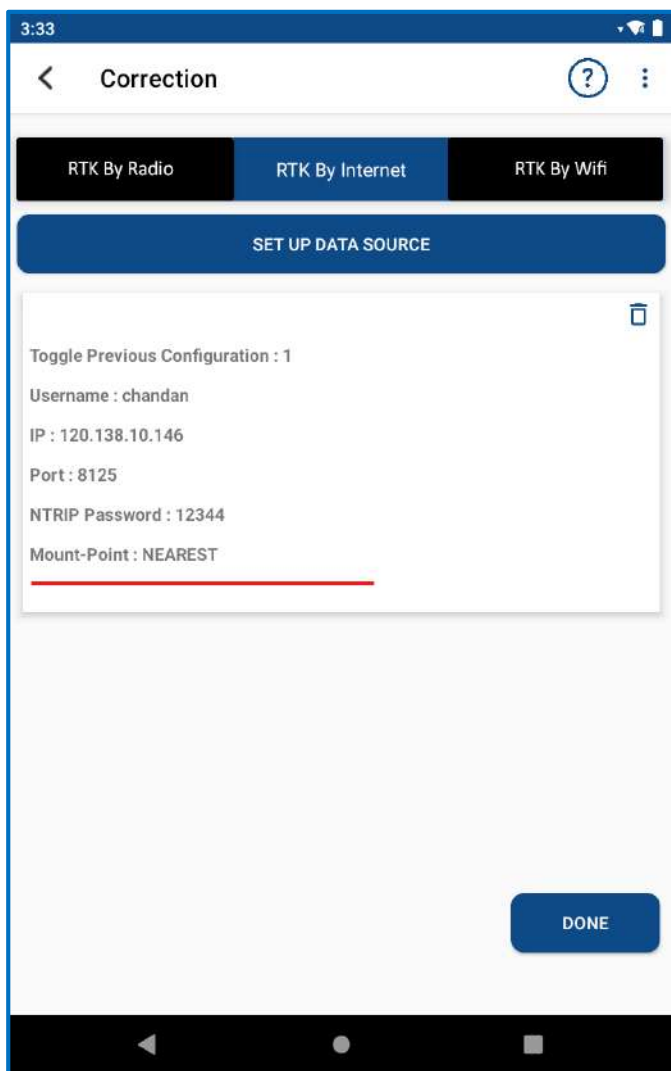 3:33
Correction
?
RTK By Radio RTK By Internet RTK By Wifi
SET UP DATA SOURCE
Toggle Previous Configuration : 1
Username : chandan
IP : 120.138.10.146
Port : 8125
NTRIP Password : 12344
Mount-Point : NEAREST
DONE